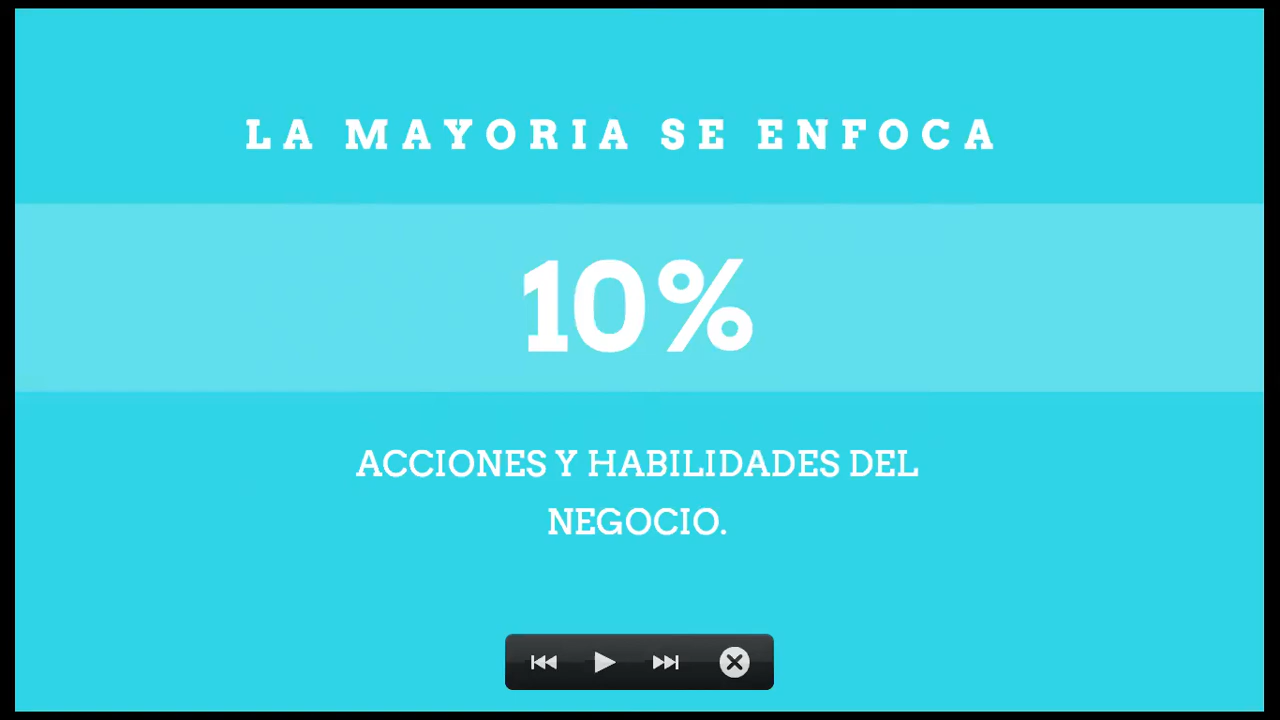 LA MAYORIA SE ENFOCA
10%
ACCIONES Y HABILIDADES DEL
NEGOCIO.